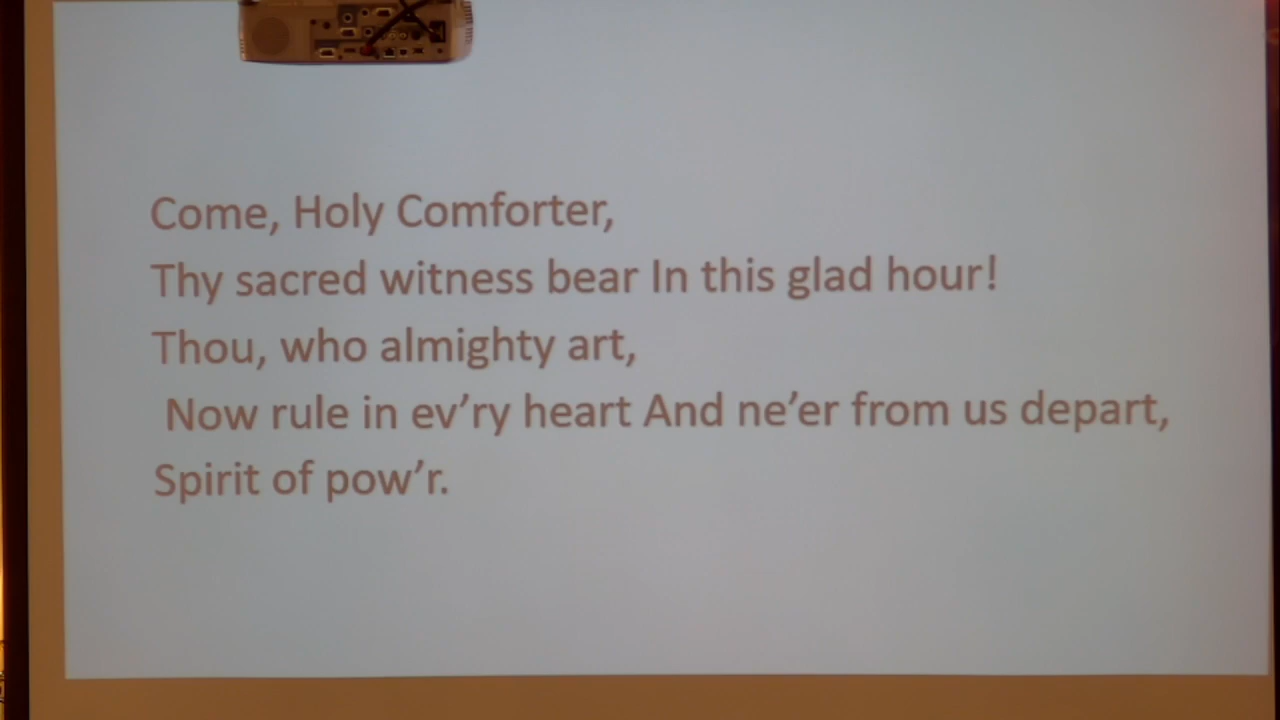 Come, Holy Comforter,
Thy sacred witness bear In this glad hour!
Thou, who almighty art,
Now rule in ev’ry heart And ne’er from us depart,
Spirit of pow’r.